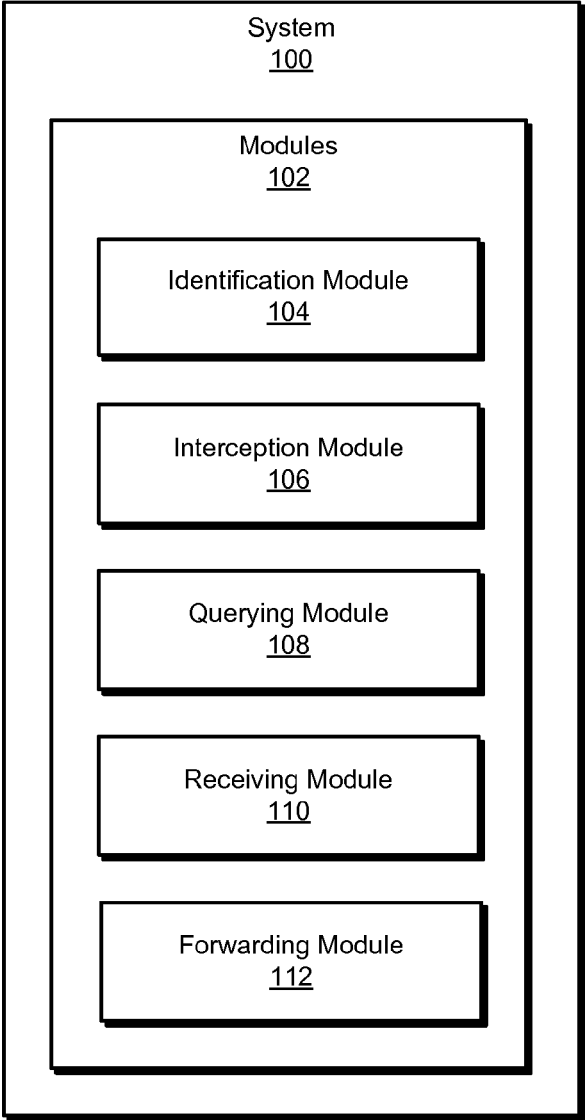 System
100
Modules
102
Identification Module
104
Interception Module
106
Querying Module
108
Receiving Module
110
Forwarding Module
112